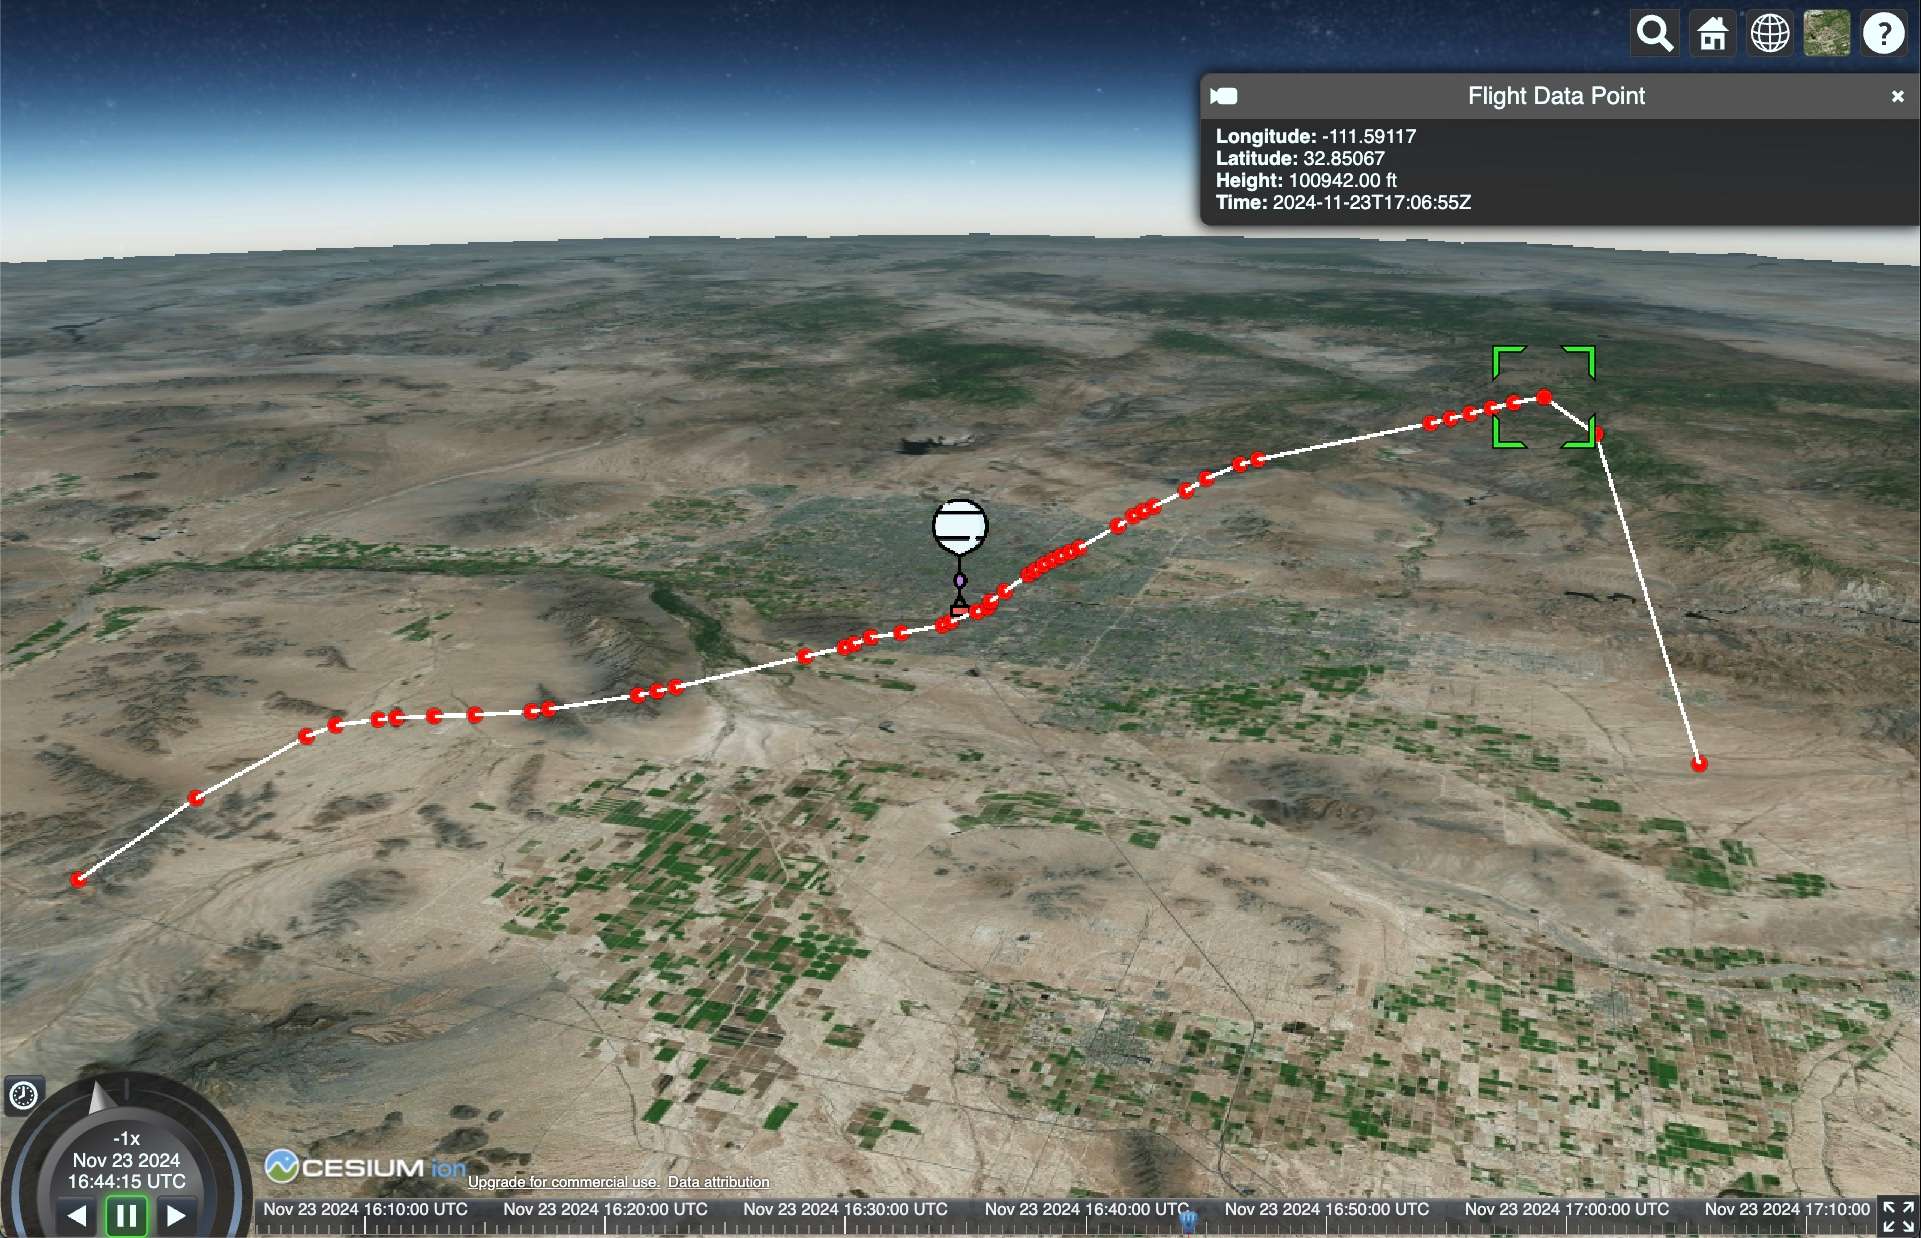 Flight Data Point
Longitude: -111.59117
Latitude: 32.85067
Height: 100942.00 ft
Time: 2024-11-23T17:06:55Z
-1x
Nov 23 2024
16:44:15 UTC
CESIUM ion
Upgrade for commercial use. Data attribution
Nov 23 2024 16:10:00 UTC Nov 23 2024 16:20:00 UTC Nov 23 2024 16:30:00 UTC Nov 23 2024 16:40:00 UTC Nov 23 2024 16:50:00 UTC Nov 23 2024 17:00:00 UTC Nov 23 2024 17:10:00